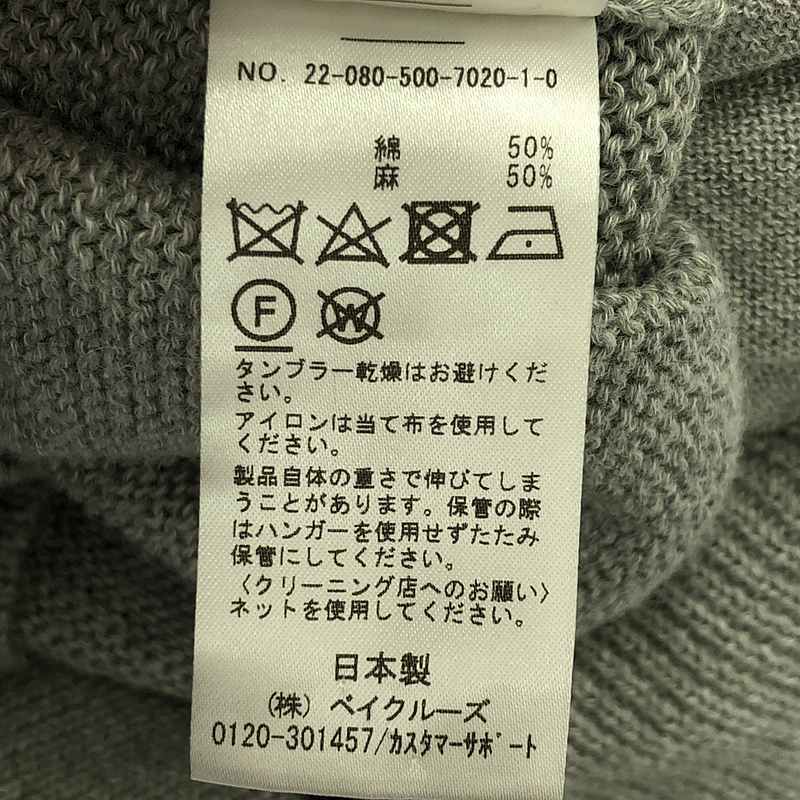 NO. 22-080-500-7020-1-0
綿 50%
麻 50%
F
W
タンブラー乾燥はお避けくだ
さい。
アイロンは当て布を使用して
ください。
製品自体の重さで伸びてしま
うことがあります。保管の際
はハンガーを使用せずたたみ
保管にしてください。
〈クリーニング店へのお願い〉
ネットを使用してください。
日本製
(株) ベイクルーズ
0120-301457/カスタマーサポート